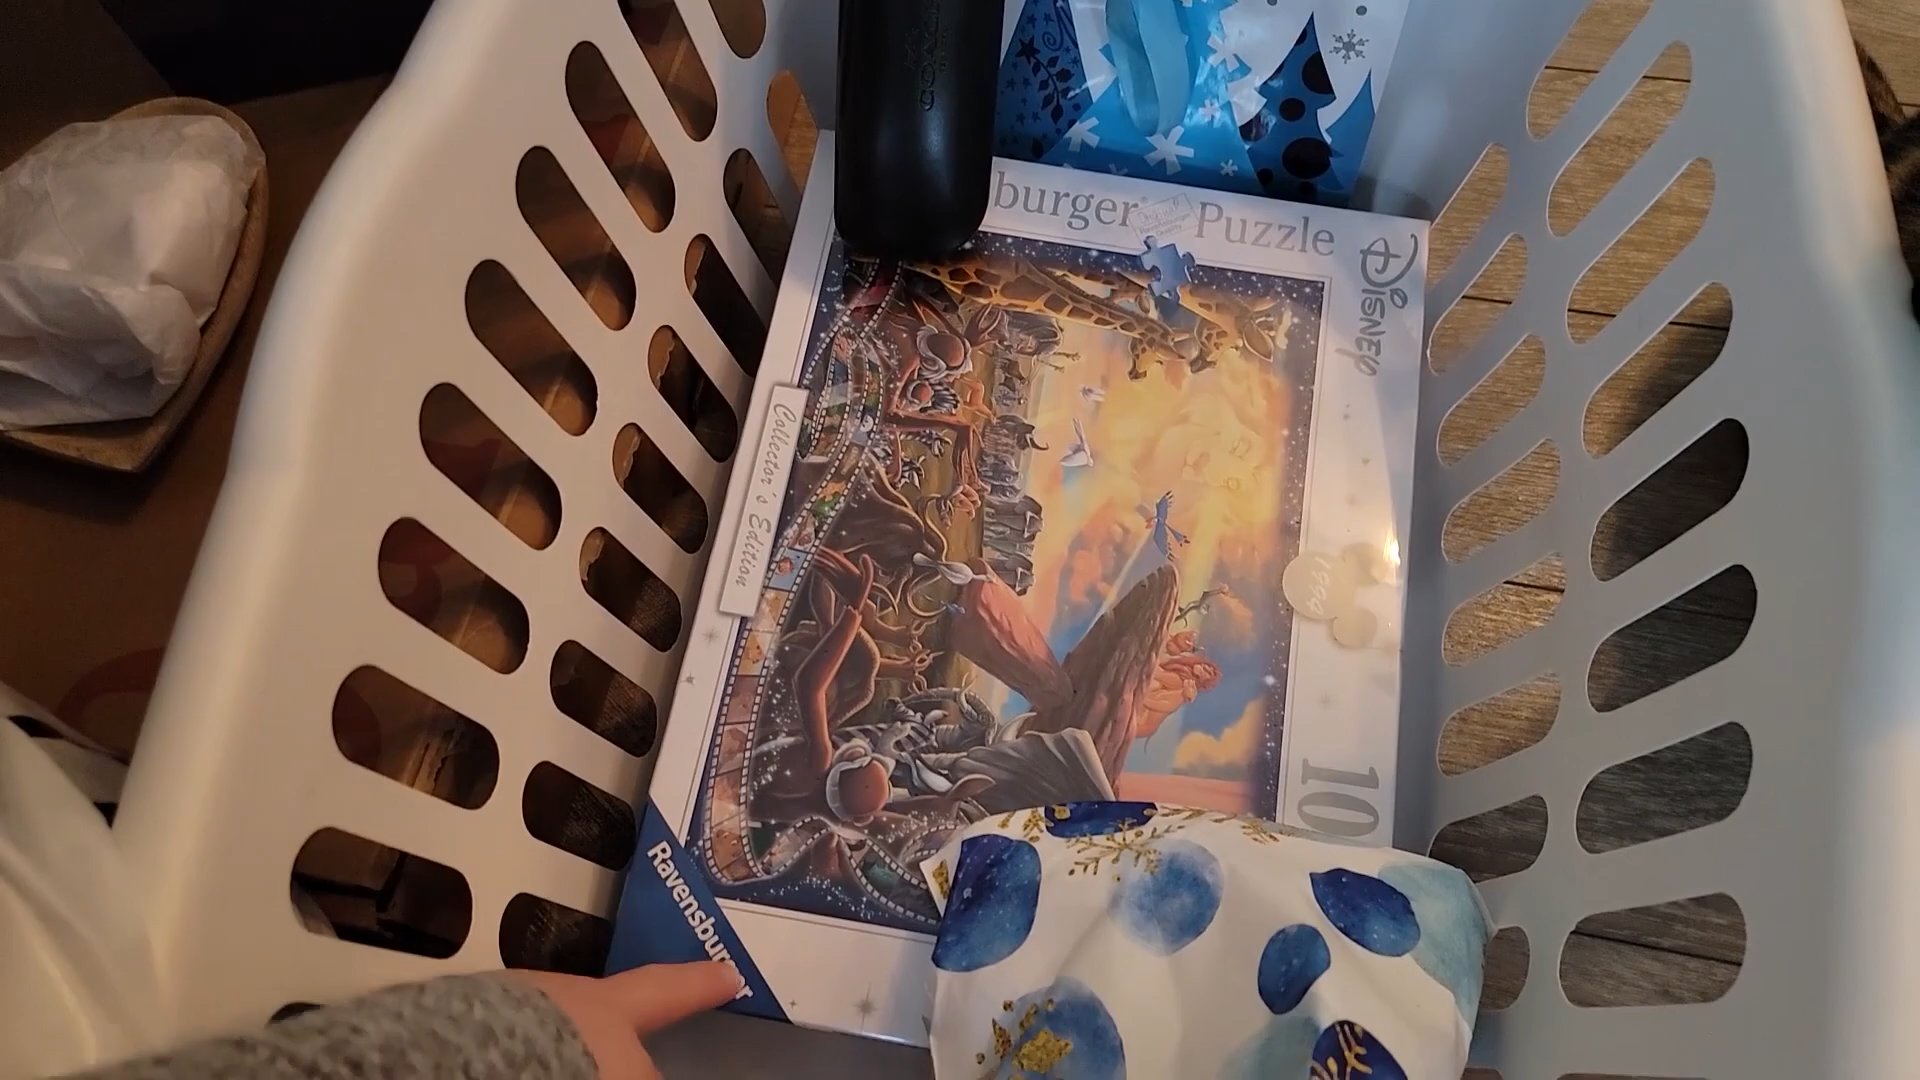 burger Puzzle
Disney
Collector's Edition
1994
10
Ravensburger